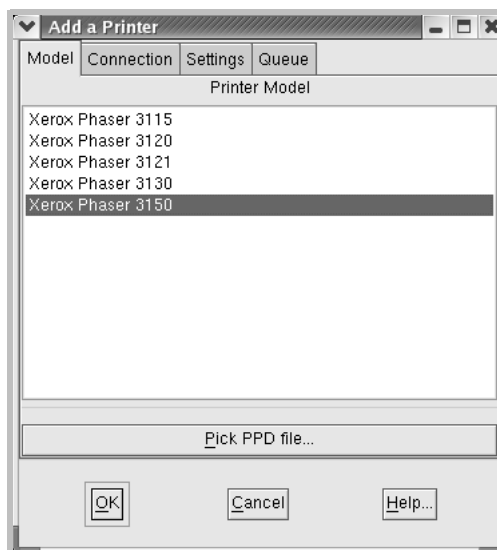 Add a Printer
Model Connection Settings Queue
Printer Model
Xerox Phaser 3115
Xerox Phaser 3120
Xerox Phaser 3121
Xerox Phaser 3130
Xerox Phaser 3150
Pick PPD file...
OK Cancel Help...